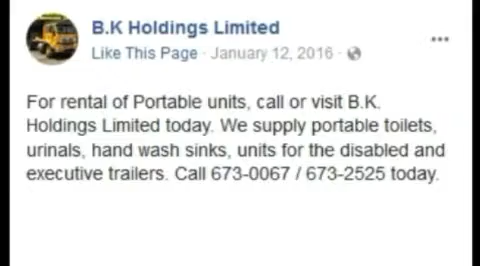 B.K Holdings Limited
Like This Page · January 12, 2016 ·
For rental of Portable units, call or visit B.K.
Holdings Limited today. We supply portable toilets,
urinals, hand wash sinks, units for the disabled and
executive trailers. Call 673-0067 / 673-2525 today.